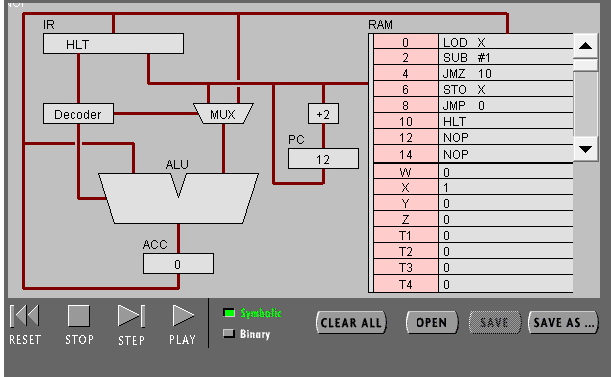 IR
HLT
Decoder
MUX
+2
PC
12
ALU
ACC
0
RAM
0 LOD X
2 SUB #1
4 JMZ 10
6 STO X
8 JMP 0
10 HLT
12 NOP
14 NOP
W 0
X 1
Y 0
Z 0
T1 0
T2 0
T3 0
T4 0
RESET STOP STEP PLAY
Symbolic
Binary
CLEAR ALL OPEN SAVE SAVE AS ...